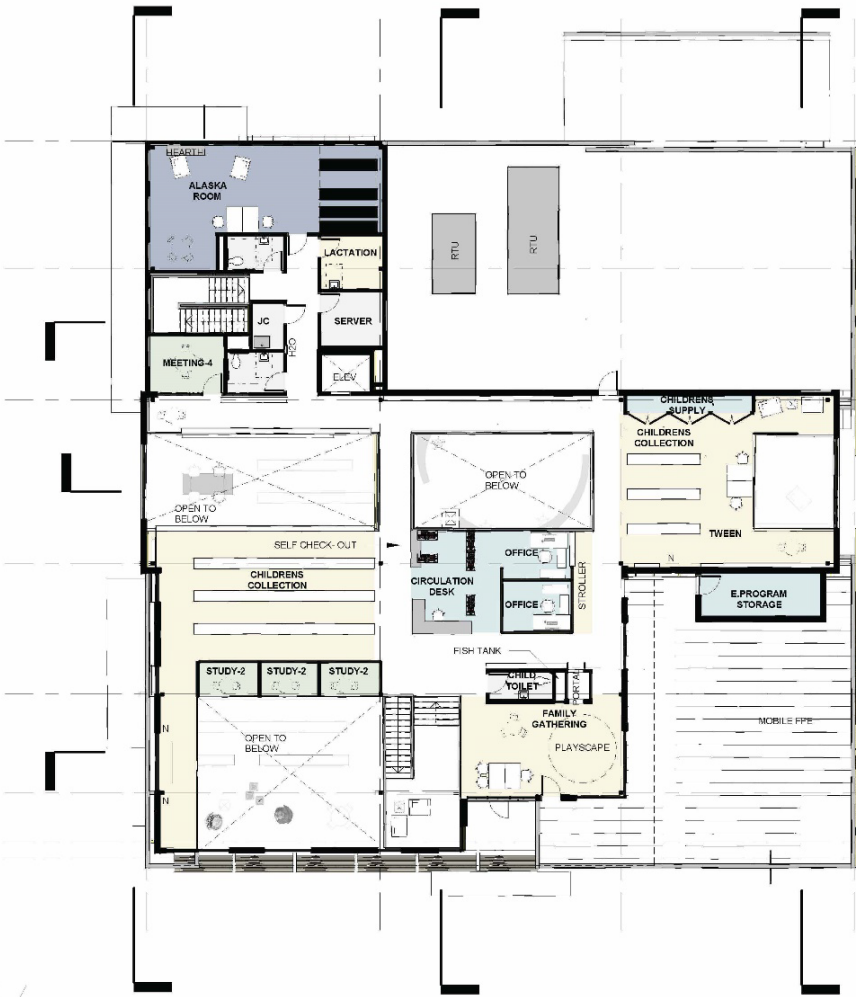 HEARTH
ALASKA
ROOM
LACTATION
RTU
RTU
JC
SERVER
H2O
MEETING-4
ELEV
CHILDRENS
SUPPLY
CHILDRENS
COLLECTION
OPEN TO
BELOW
OPEN TO
BELOW
TWEEN
SELF CHECK- OUT
OFFICE
N
CHILDRENS
COLLECTION
CIRCULATION
DESK
STROLLER
OFFICE
E.PROGRAM
STORAGE
FISH TANK
STUDY-2
STUDY-2
STUDY-2
CHILD
TOILET
PORTAL
FAMILY
GATHERING
N
OPEN TO
BELOW
PLAYSCAPE
MOBILE FPE
N